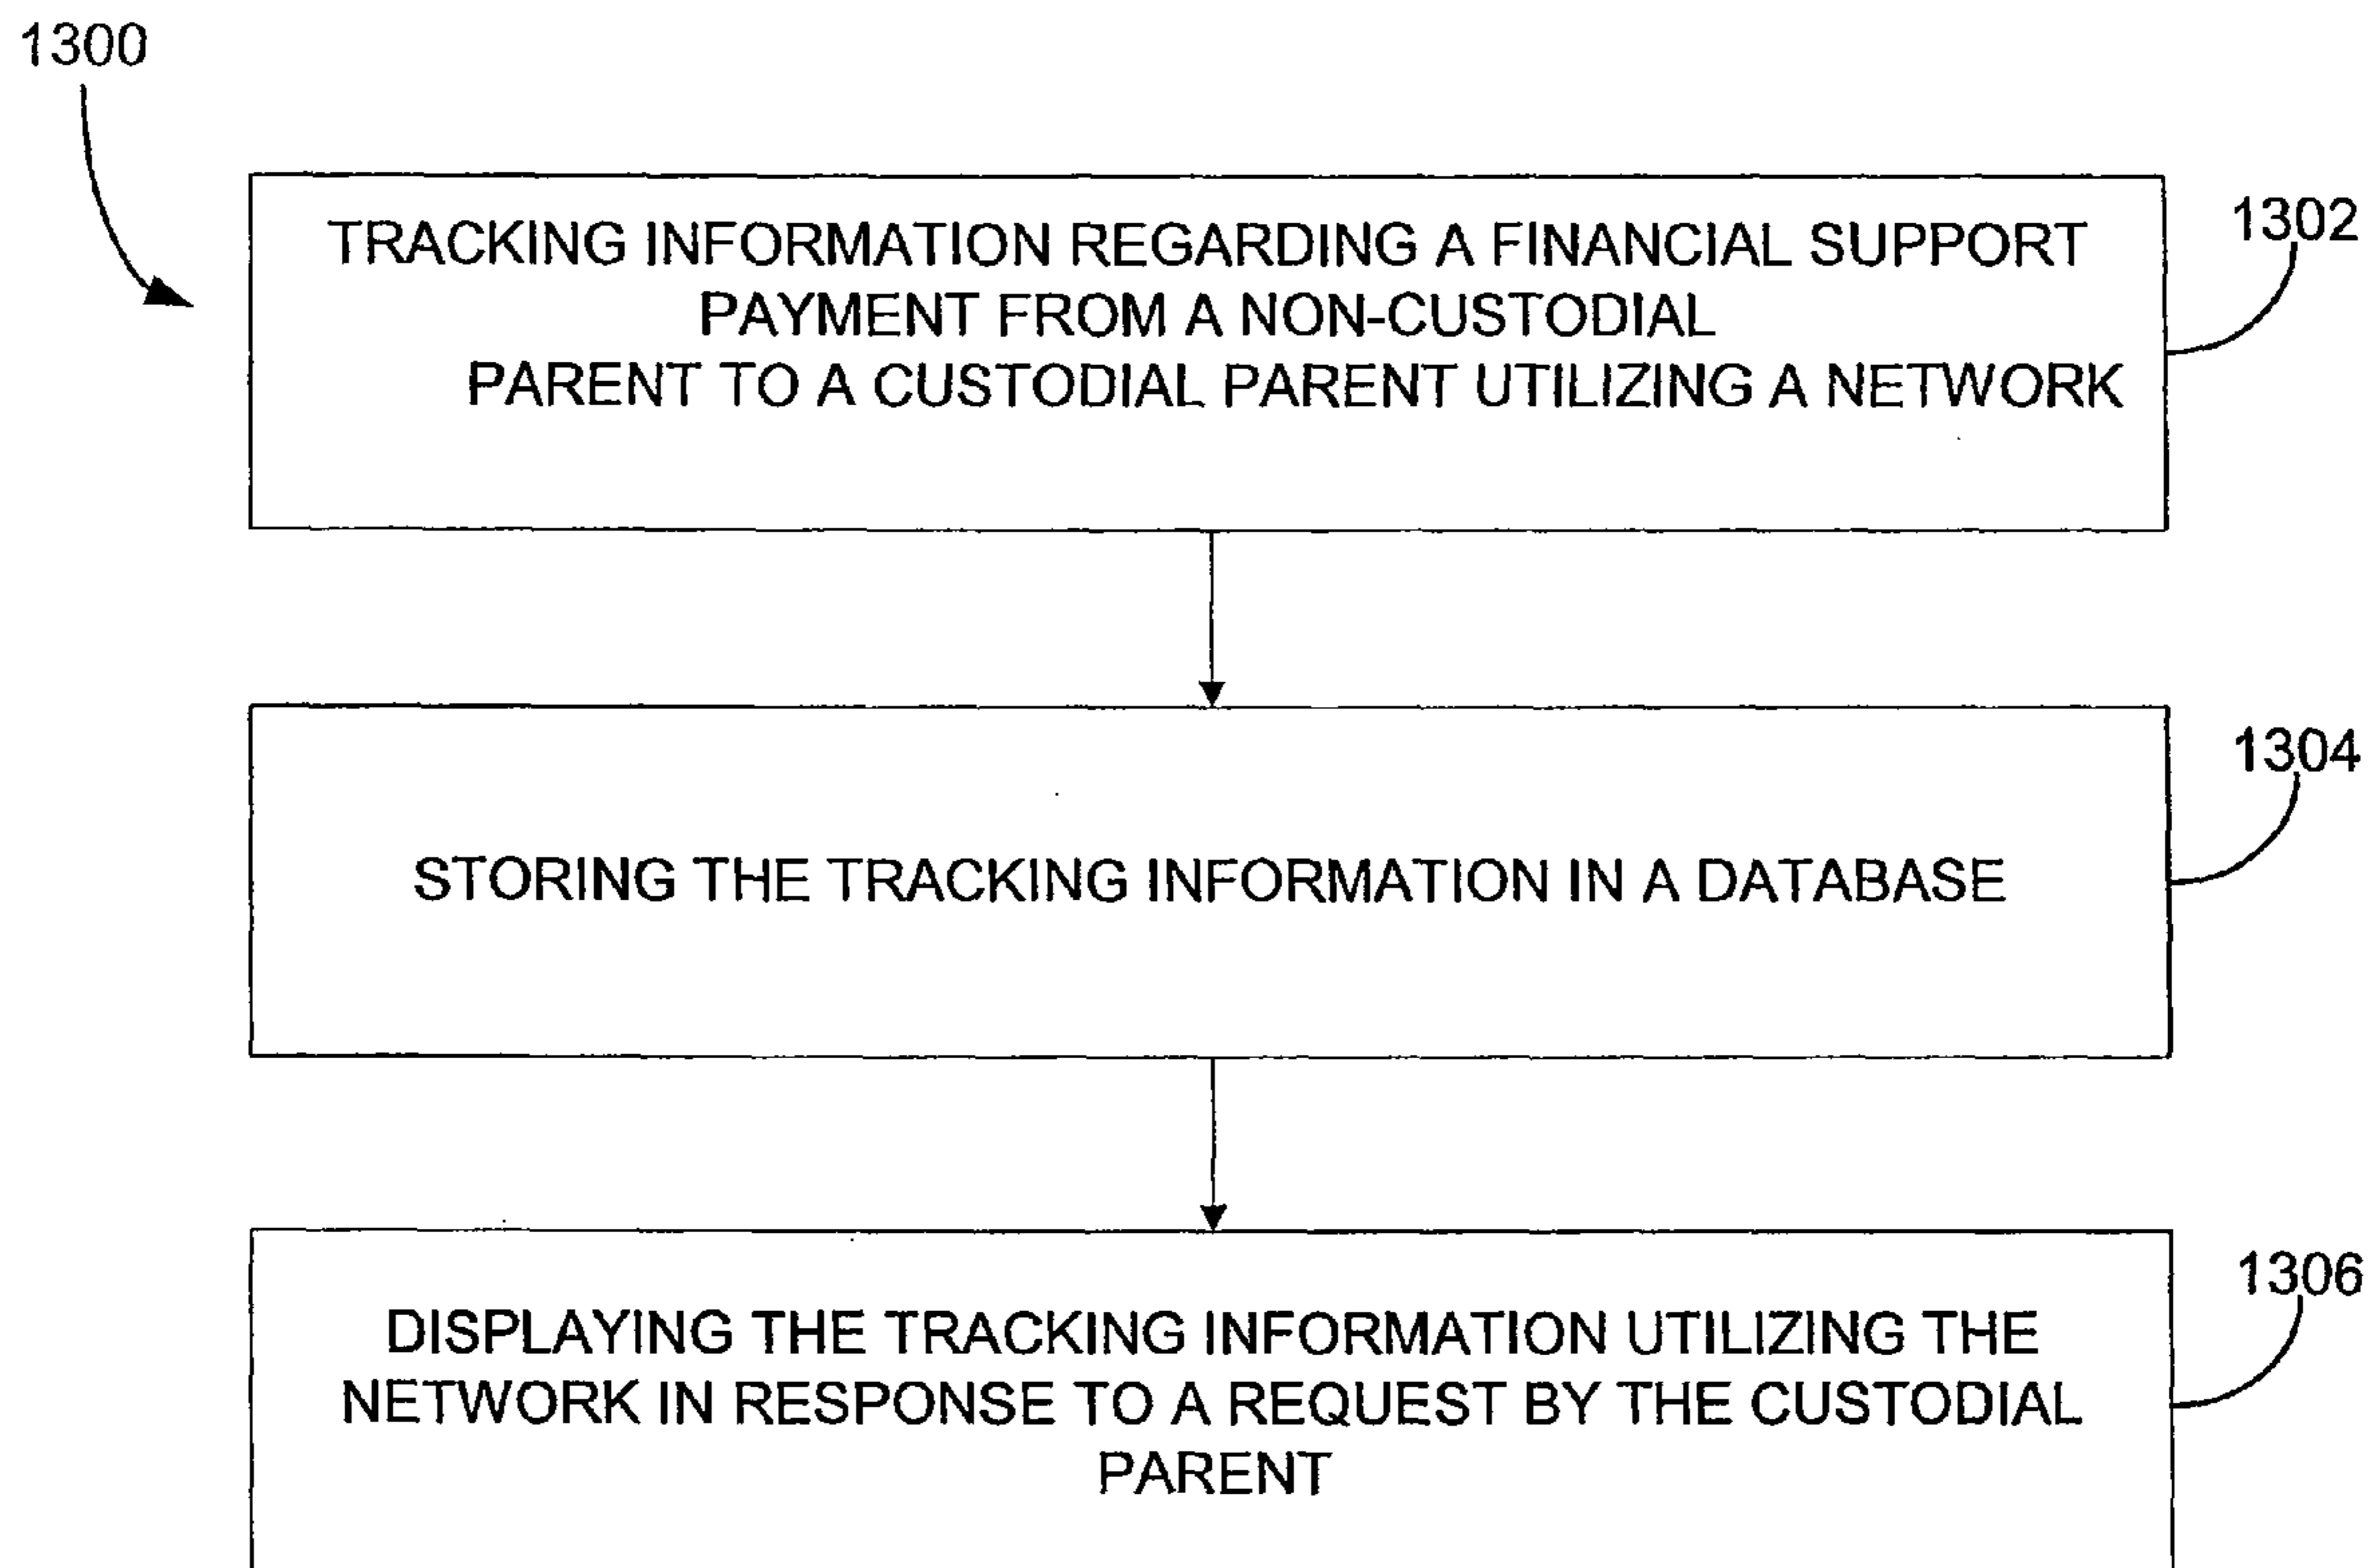 1300
TRACKING INFORMATION REGARDING A FINANCIAL SUPPORT
PAYMENT FROM A NON-CUSTODIAL
PARENT TO A CUSTODIAL PARENT UTILIZING A NETWORK
1302
STORING THE TRACKING INFORMATION IN A DATABASE
1304
DISPLAYING THE TRACKING INFORMATION UTILIZING THE
NETWORK IN RESPONSE TO A REQUEST BY THE CUSTODIAL
PARENT
1306